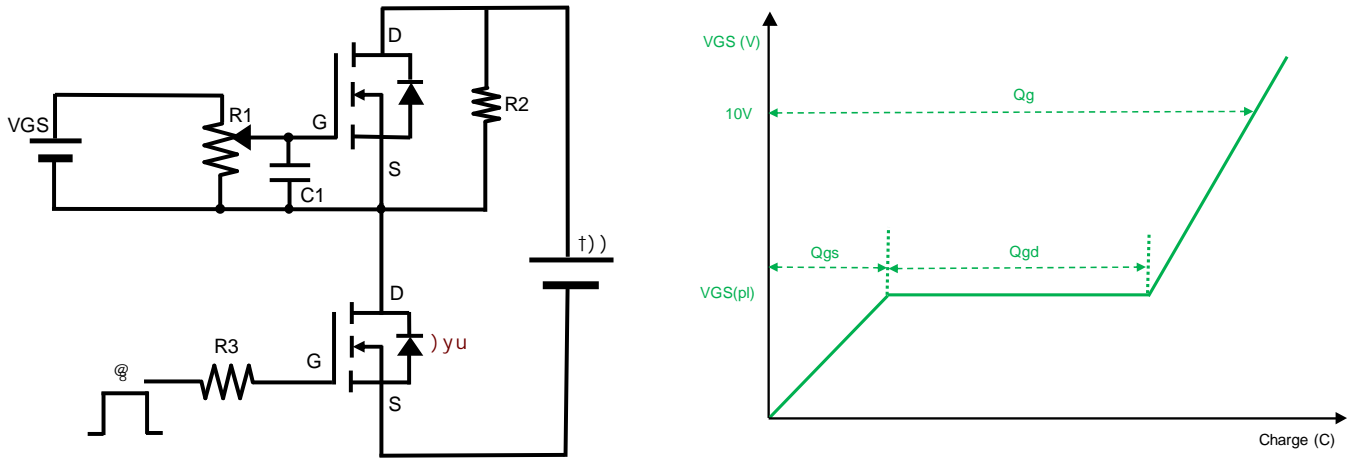 D
G
S
R1
VGS
C1
R2
†))
D
G
S
)yu
R3
VGS (V)
10V
Qg
Qgs
Qgd
VGS(pl)
Charge (C)